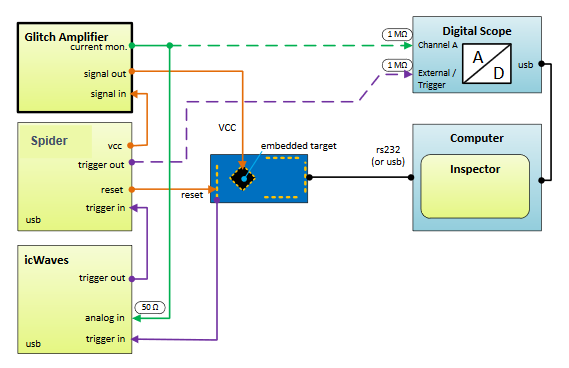 Glitch Amplifier
current mon.
signal out
signal in
1 MΩ
1 MΩ
Digital Scope
Channel A
External /
Trigger
A
D
usb
Spider
vcc
trigger out
reset
trigger in
usb
VCC
embedded target
reset
rs232
(or usb)
Computer
Inspector
icWaves
trigger out
50 Ω
analog in
trigger in
usb